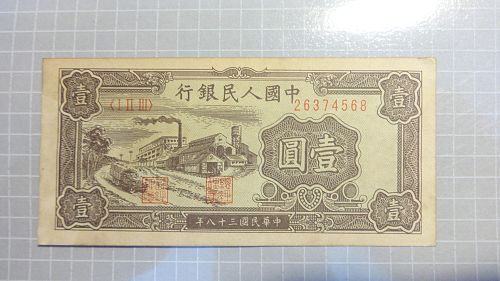 行銀民人國中
〈I II III〉
26374568
壹
壹
圓壹
壹
壹
年八十三國民華中